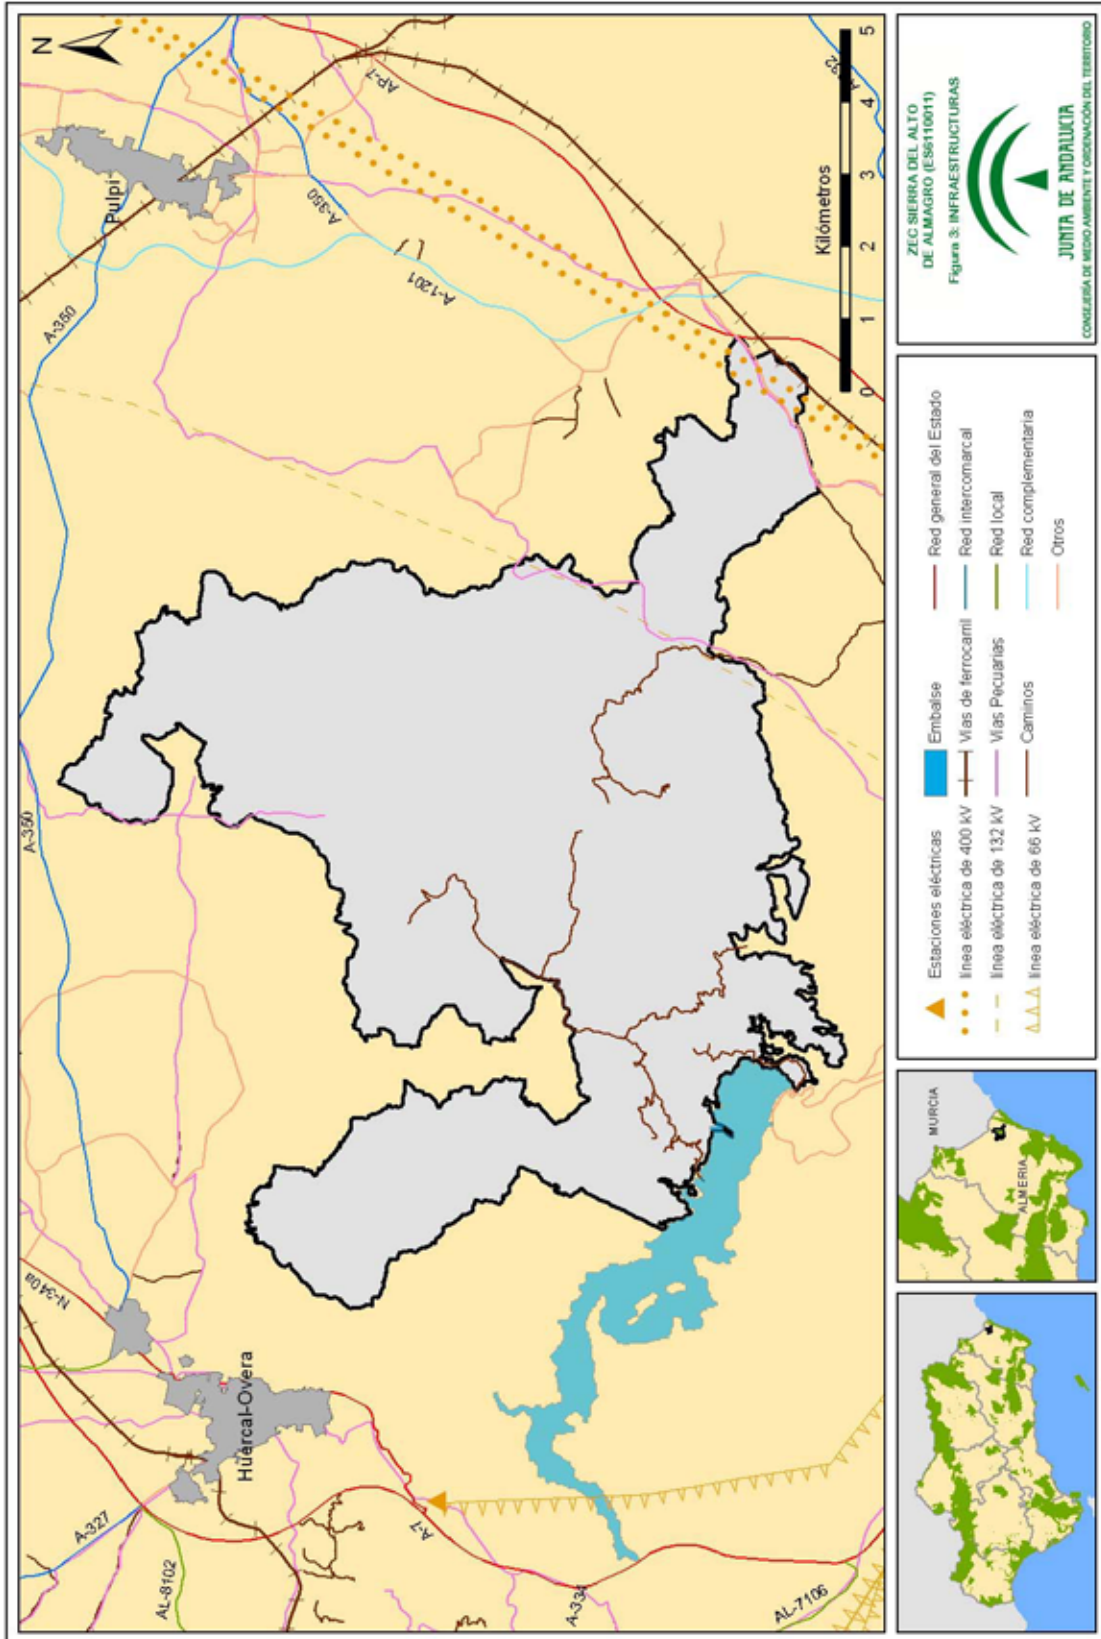 N
A-350
Pulpí
A-350
AP-7
A-350
A-1201
N-340a
Huércal-Overa
A-327
AL-8102
A-7
A-334
AL-7106
Kilómetros
0 1 2 3 4 5
MURCIA
ALMERIA
Estaciones eléctricas
línea eléctrica de 400 kV
línea eléctrica de 132 kV
línea eléctrica de 66 kV
Embalse
Vías de ferrocarril
Vías Pecuarias
Caminos
Red general del Estado
Red intercomarcal
Red local
Red complementaria
Otros
ZEC SIERRA DEL ALTO
DE ALMAGRO (ES6110011)
Figura 3: INFRAESTRUCTURAS
JUNTA DE ANDALUCIA
CONSEJERÍA DE MEDIO AMBIENTE Y ORDENACIÓN DEL TERRITORIO